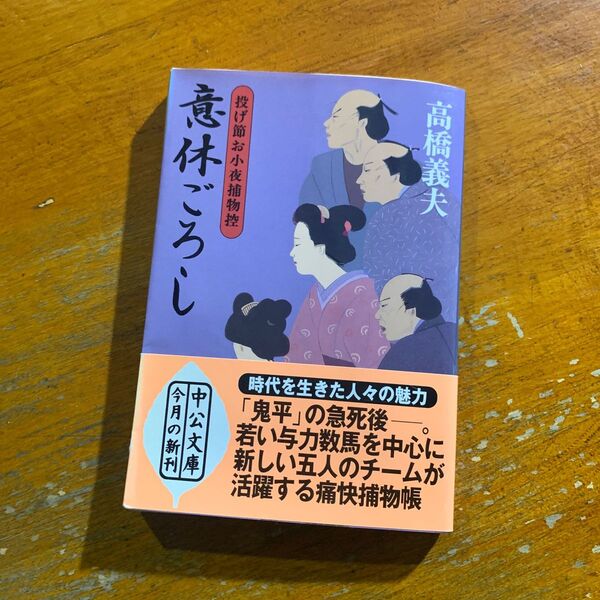 高橋義夫
投げ節お小夜捕物控
意休ごろし
時代を生きた人々の魅力
「鬼平」の急死後――。
若い与力数馬を中心に
新しい五人のチームが
活躍する痛快捕物帳
中公文庫
今月の新刊